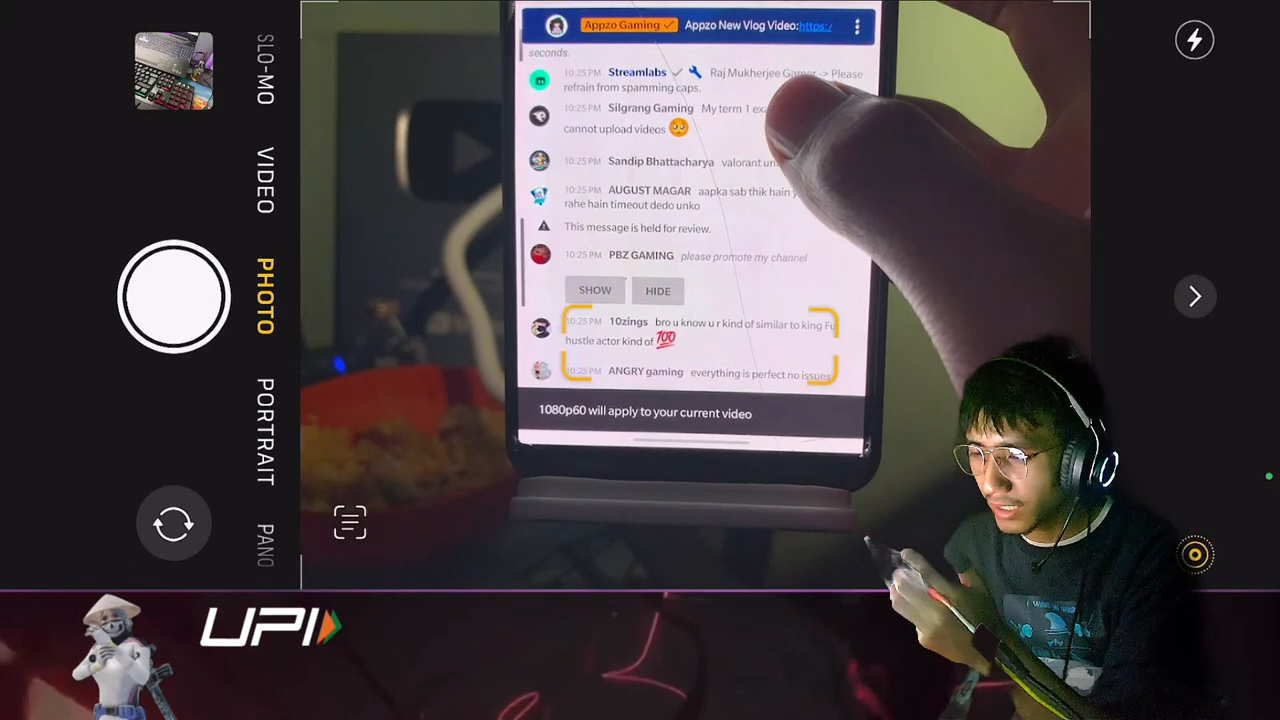 SLO-MO
VIDEO
PHOTO
PORTRAIT
PANO
Appzo Gaming Appzo New Vlog Video:https:/
seconds.
10:25 PM Streamlabs Raj Mukherjee Gamer -> Please
refrain from spamming caps.
10:25 PM Silgrang Gaming My term 1
cannot upload videos 🥺
10:25 PM Sandip Bhattacharya valorant
10:25 PM AUGUST MAGAR aapka sab thik hain
rahe hain timeout dedo unko
This message is held for review.
10:25 PM PBZ GAMING please promote my channel
SHOW HIDE
10:25 PM 10zings bro u know u r kind of similar to king Fu
hustle actor kind of 💯
10:25 PM ANGRY gaming everything is perfect no issues
1080p60 will apply to your current video
UPI